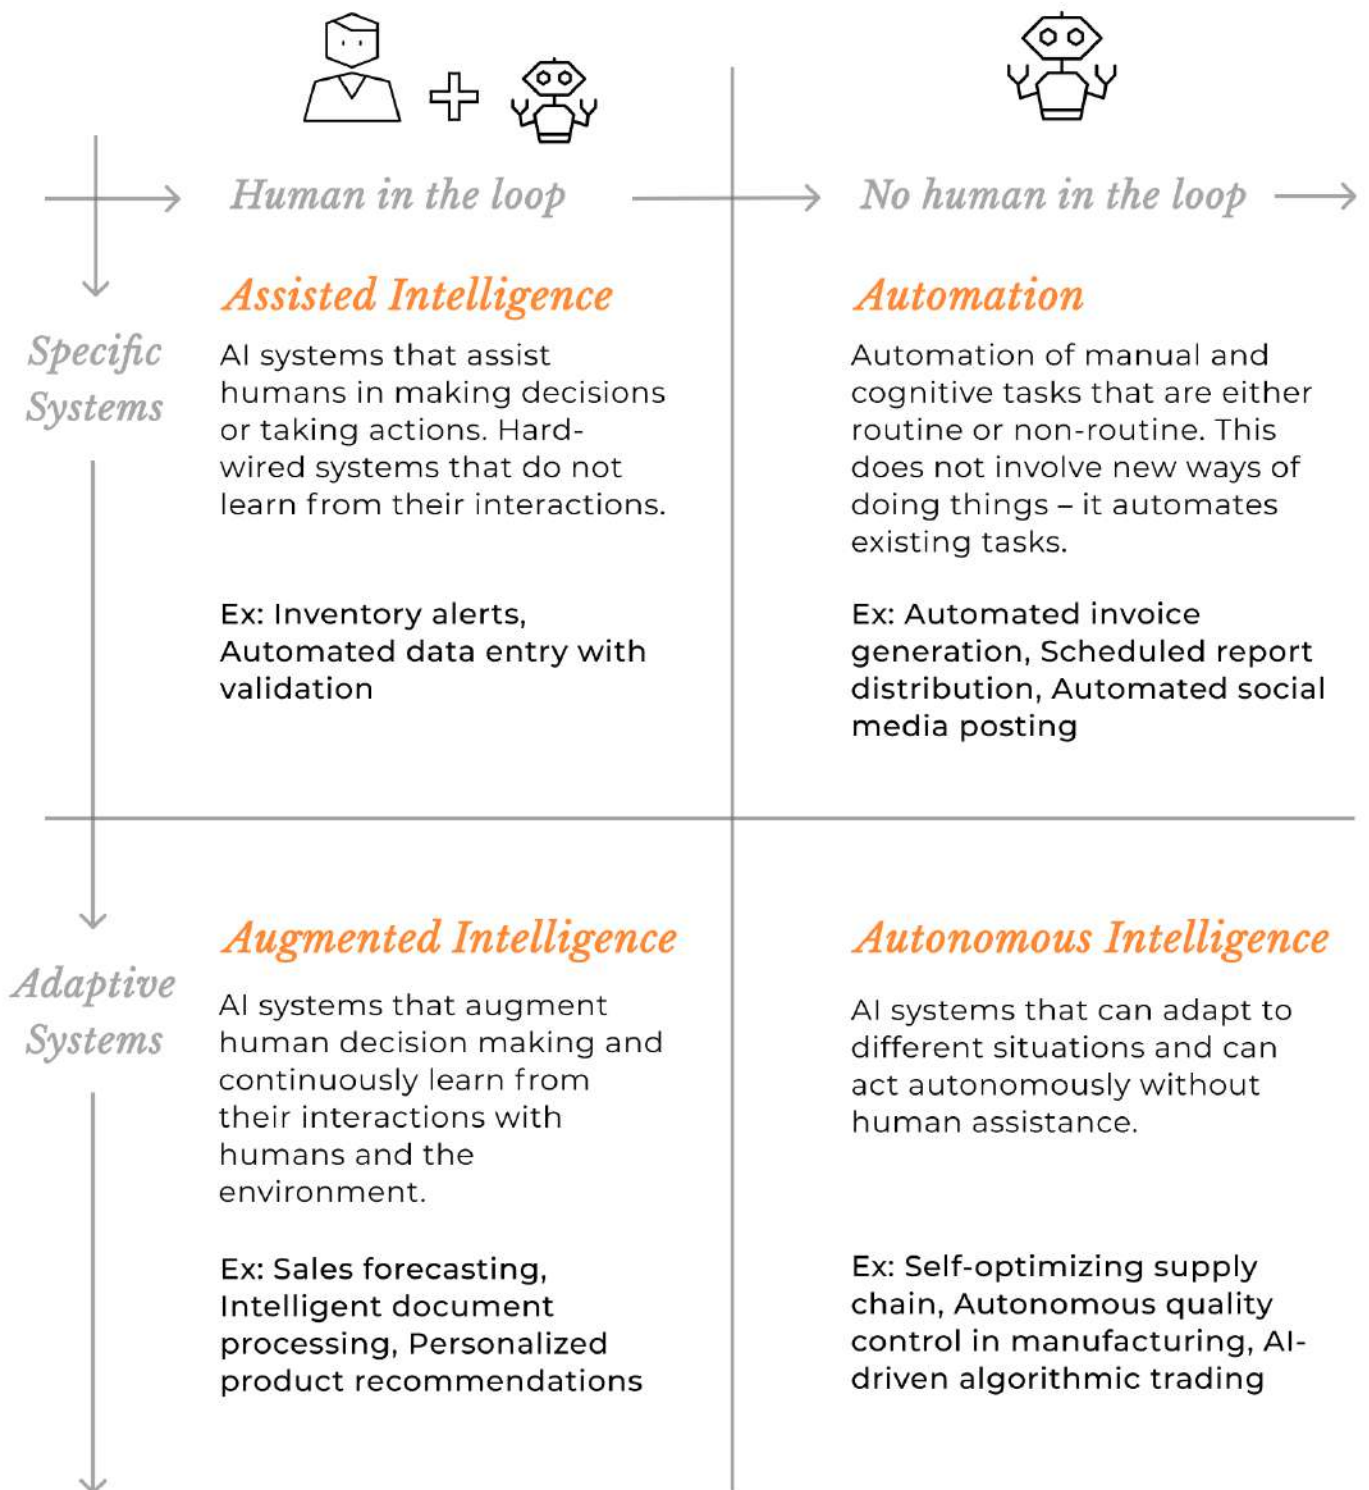 Human in the loop
No human in the loop
Specific
Systems
Assisted Intelligence
AI systems that assist
humans in making decisions
or taking actions. Hard-
wired systems that do not
learn from their interactions.
Ex: Inventory alerts,
Automated data entry with
validation
Automation
Automation of manual and
cognitive tasks that are either
routine or non-routine. This
does not involve new ways of
doing things – it automates
existing tasks.
Ex: Automated invoice
generation, Scheduled report
distribution, Automated social
media posting
Adaptive
Systems
Augmented Intelligence
AI systems that augment
human decision making and
continuously learn from
their interactions with
humans and the
environment.
Ex: Sales forecasting,
Intelligent document
processing, Personalized
product recommendations
Autonomous Intelligence
AI systems that can adapt to
different situations and can
act autonomously without
human assistance.
Ex: Self-optimizing supply
chain, Autonomous quality
control in manufacturing, AI-
driven algorithmic trading